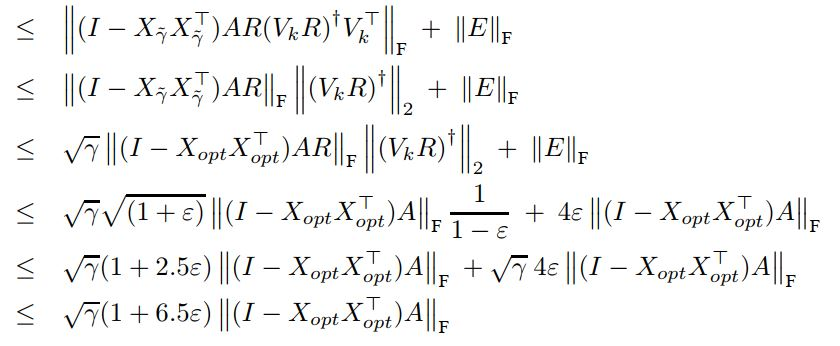 ≤ ‖(I − X_γ̃ X_γ̃^⊤)AR(V_k R)^† V_k^⊤‖_F + ‖E‖_F
≤ ‖(I − X_γ̃ X_γ̃^⊤)AR‖_F ‖(V_k R)^†‖_2 + ‖E‖_F
≤ √γ ‖(I − X_opt X_opt^⊤)AR‖_F ‖(V_k R)^†‖_2 + ‖E‖_F
≤ √γ √(1 + ε) ‖(I − X_opt X_opt^⊤)A‖_F 1/(1 − ε) + 4ε ‖(I − X_opt X_opt^⊤)A‖_F
≤ √γ(1 + 2.5ε) ‖(I − X_opt X_opt^⊤)A‖_F + √γ 4ε ‖(I − X_opt X_opt^⊤)A‖_F
≤ √γ(1 + 6.5ε) ‖(I − X_opt X_opt^⊤)A‖_F